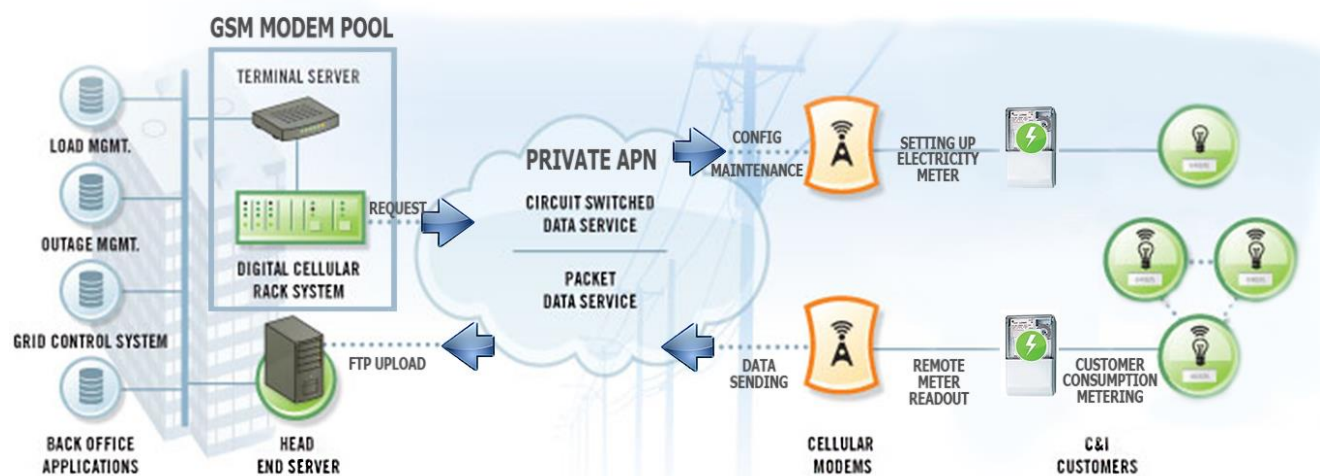 GSM MODEM POOL
TERMINAL SERVER
LOAD MGMT.
OUTAGE MGMT.
GRID CONTROL SYSTEM
BACK OFFICE
APPLICATIONS
DIGITAL CELLULAR
RACK SYSTEM
REQUEST
FTP UPLOAD
HEAD
END SERVER
PRIVATE APN
CIRCUIT SWITCHED
DATA SERVICE
PACKET
DATA SERVICE
CONFIG
MAINTENANCE
SETTING UP
ELECTRICITY
METER
DATA
SENDING
REMOTE
METER
READOUT
CUSTOMER
CONSUMPTION
METERING
CELLULAR
MODEMS
C&I
CUSTOMERS